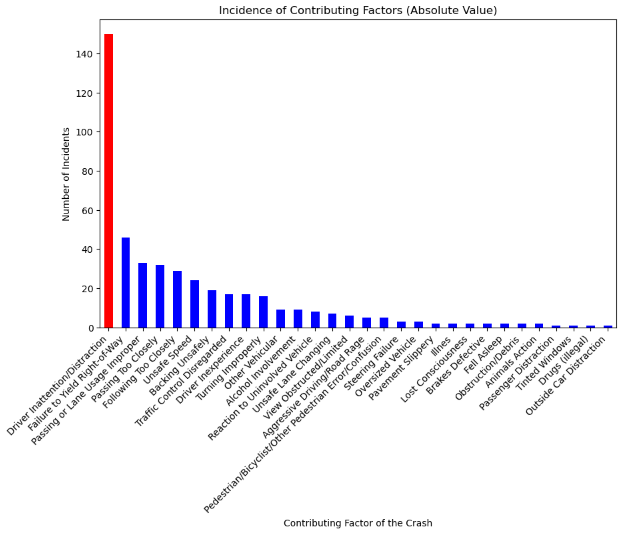 Incidence of Contributing Factors (Absolute Value)
Number of Incidents
140
120
100
80
60
40
20
0
Driver Inattention/Distraction
Failure to Yield Right-of-Way
Passing or Lane Usage Improper
Passing Too Closely
Following Too Closely
Unsafe Speed
Backing Unsafely
Traffic Control Disregarded
Driver Inexperience
Turning Improperly
Other Vehicular
Alcohol Involvement
Reaction to Uninvolved Vehicle
Unsafe Lane Changing
View Obstructed/Limited
Aggressive Driving/Road Rage
Pedestrian/Bicyclist/Other Pedestrian Error/Confusion
Steering Failure
Oversized Vehicle
Pavement Slippery
Illnes
Lost Consciousness
Brakes Defective
Fell Asleep
Obstruction/Debris
Animals Action
Passenger Distraction
Tinted Windows
Drugs (illegal)
Outside Car Distraction
Contributing Factor of the Crash